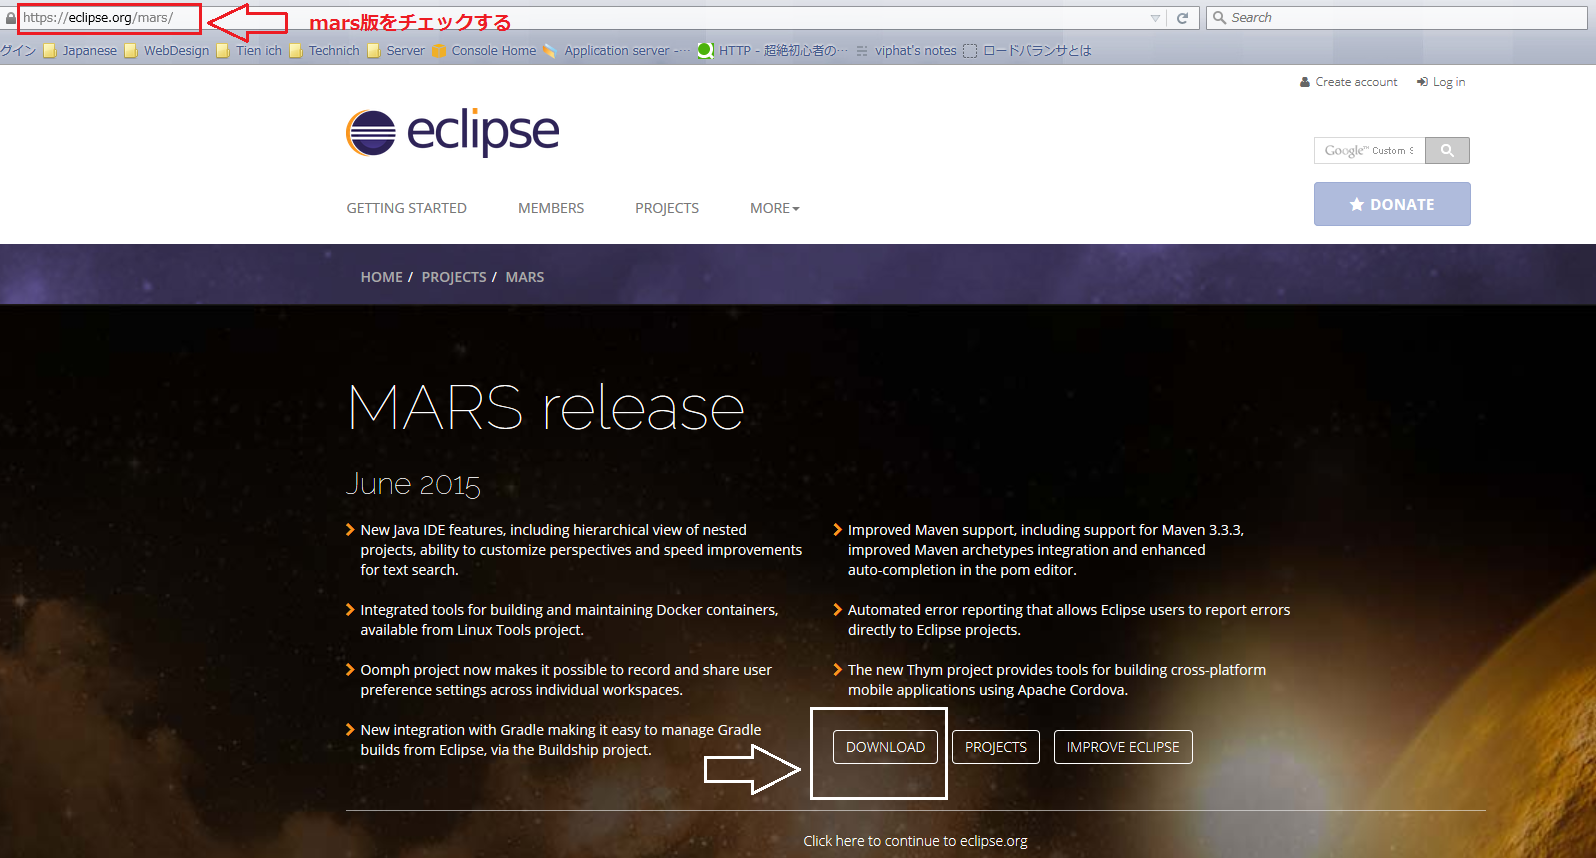 https://eclipse.org/mars/
mars版をチェックする
Search
グイン Japanese WebDesign Tien ich Technich Server Console Home Application server -… HTTP - 超絶初心者の… viphat's notes ロードバランサとは
Create account Log in
eclipse
Google™ Custom S
GETTING STARTED MEMBERS PROJECTS MORE
DONATE
HOME / PROJECTS / MARS
MARS release
June 2015
New Java IDE features, including hierarchical view of nested
projects, ability to customize perspectives and speed improvements
for text search.
Integrated tools for building and maintaining Docker containers,
available from Linux Tools project.
Oomph project now makes it possible to record and share user
preference settings across individual workspaces.
New integration with Gradle making it easy to manage Gradle
builds from Eclipse, via the Buildship project.
Improved Maven support, including support for Maven 3.3.3,
improved Maven archetypes integration and enhanced
auto-completion in the pom editor.
Automated error reporting that allows Eclipse users to report errors
directly to Eclipse projects.
The new Thym project provides tools for building cross-platform
mobile applications using Apache Cordova.
DOWNLOAD PROJECTS IMPROVE ECLIPSE
Click here to continue to eclipse.org